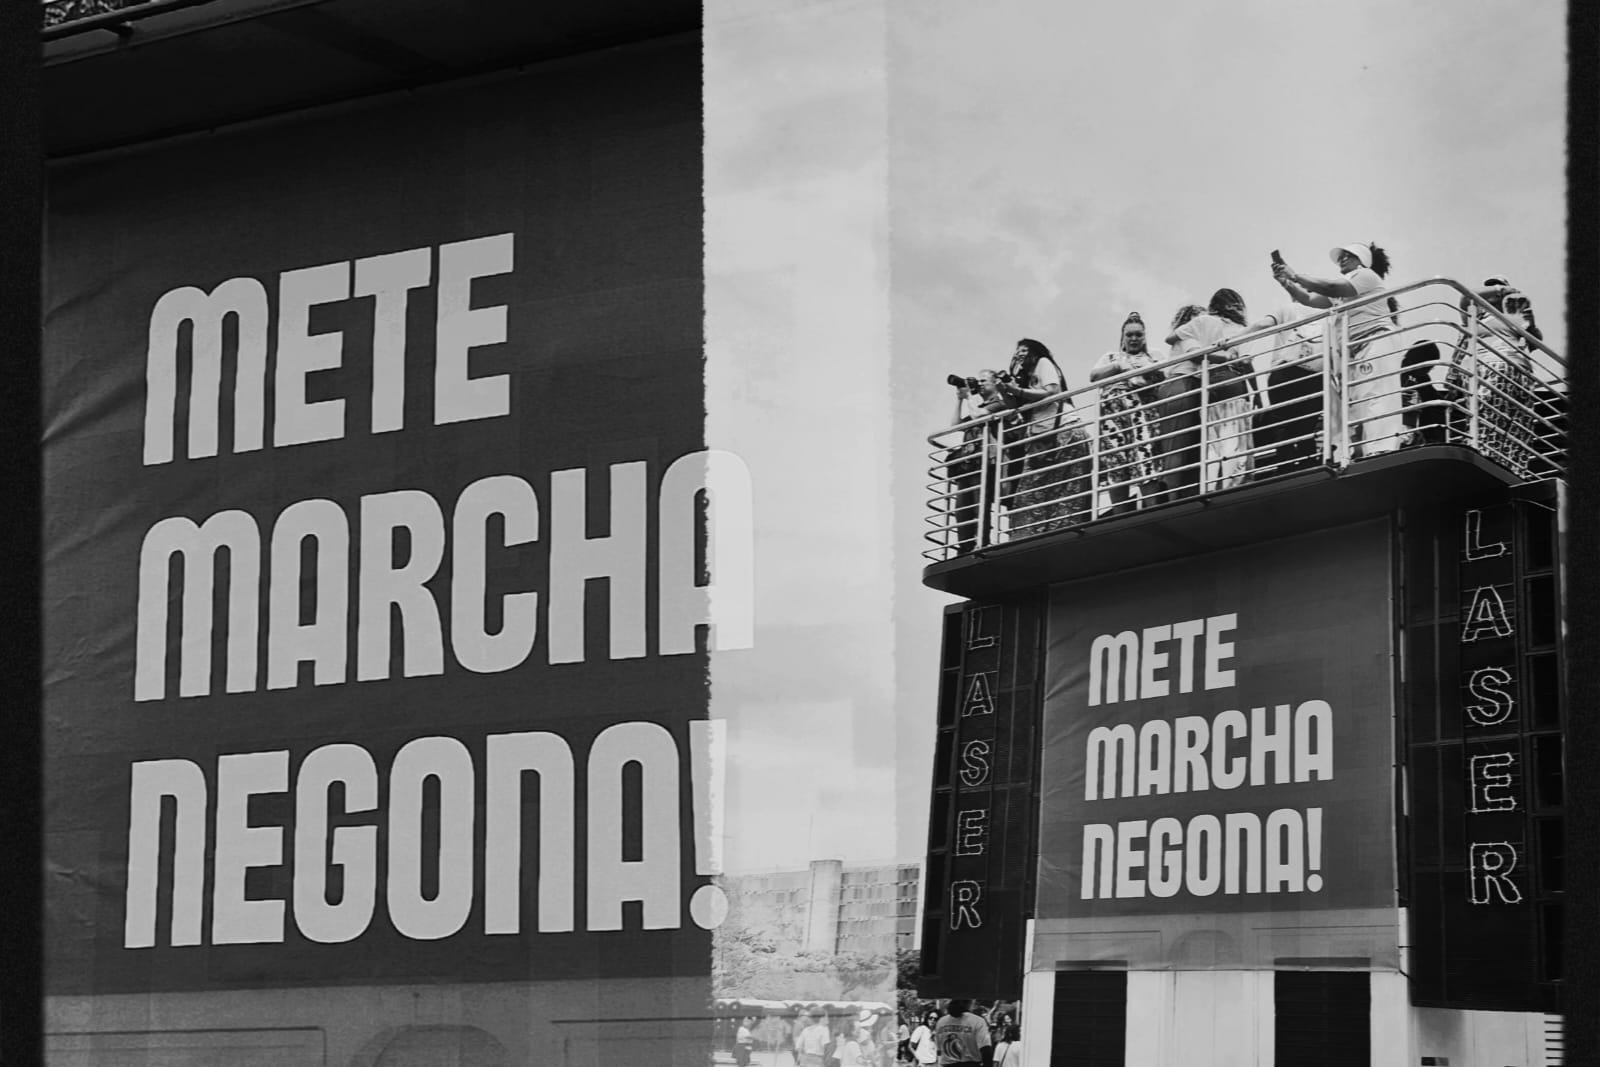 METE
MARCHA
NEGONA!
LASER
METE
MARCHA
NEGONA!
LASER